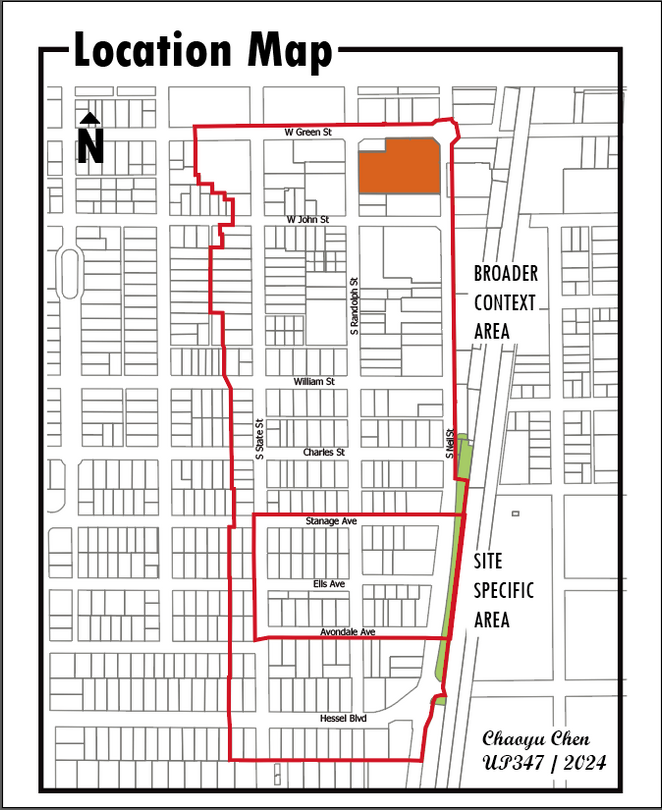 Location Map
N
W Green St
W John St
S Randolph St
BROADER
CONTEXT
AREA
William St
S State St
S Neil St
Charles St
Stanage Ave
SITE
SPECIFIC
AREA
Ells Ave
Avondale Ave
Hessel Blvd
Chaoyu Chen
UP347 / 2024